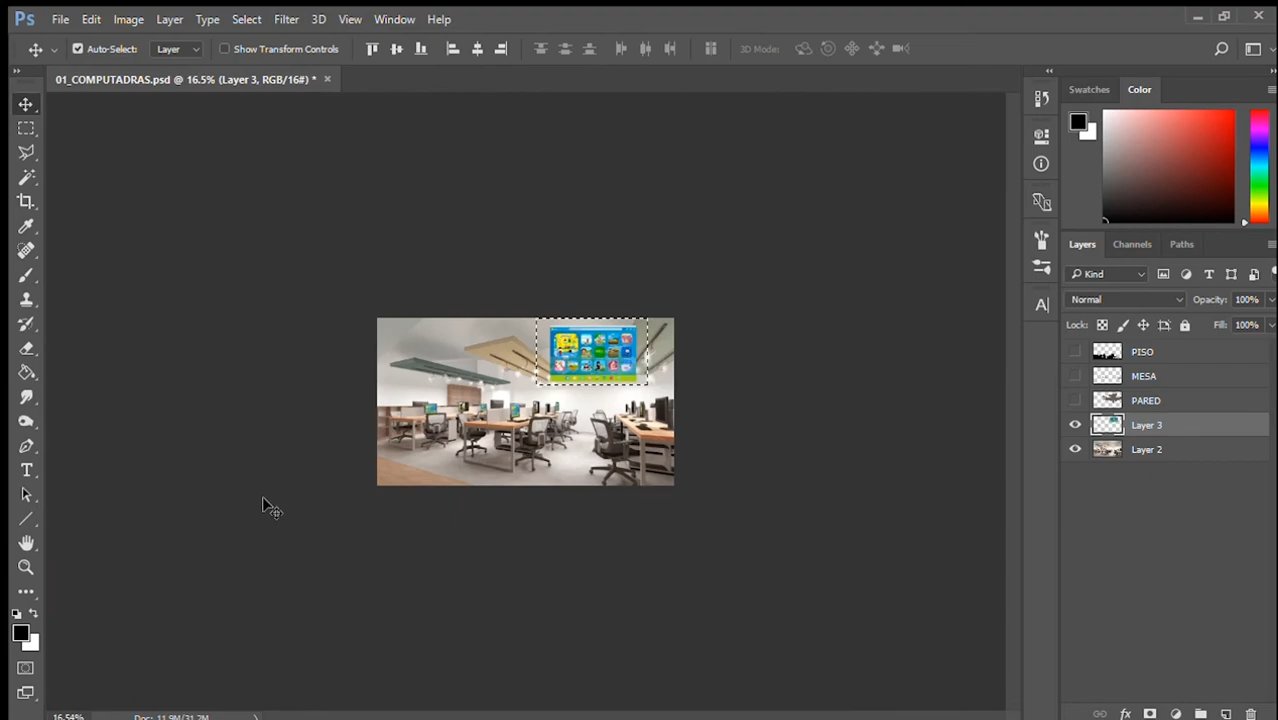 Ps File Edit Image Layer Type Select Filter 3D View Window Help
Auto-Select: Layer Show Transform Controls 3D Mode:
01_COMPUTADRAS.psd @ 16.5% (Layer 3, RGB/16#) * ×
Swatches Color
Layers Channels Paths
Kind
Normal Opacity: 100%
Lock: Fill: 100%
PISO
MESA
PARED
Layer 3
Layer 2
16.54% Doc: 11.9M/31.2M